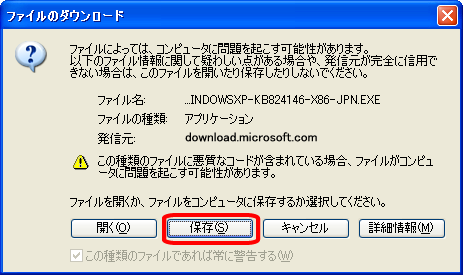 ファイルのダウンロード
ファイルによっては、コンピュータに問題を起こす可能性があります。
以下のファイル情報に関して疑わしい点がある場合や、発信元が完全に信用で
きない場合は、このファイルを開いたり保存したりしないでください。
ファイル名: ...INDOWSXP-KB824146-X86-JPN.EXE
ファイルの種類: アプリケーション
発信元: download.microsoft.com
この種類のファイルに悪質なコードが含まれている場合、ファイルがコンピュ
ータに問題を起こす可能性があります。
ファイルを開くか、ファイルをコンピュータに保存するか選択してください。
開く(O) 保存(S) キャンセル 詳細情報(M)
この種類のファイルであれば常に警告する(W)